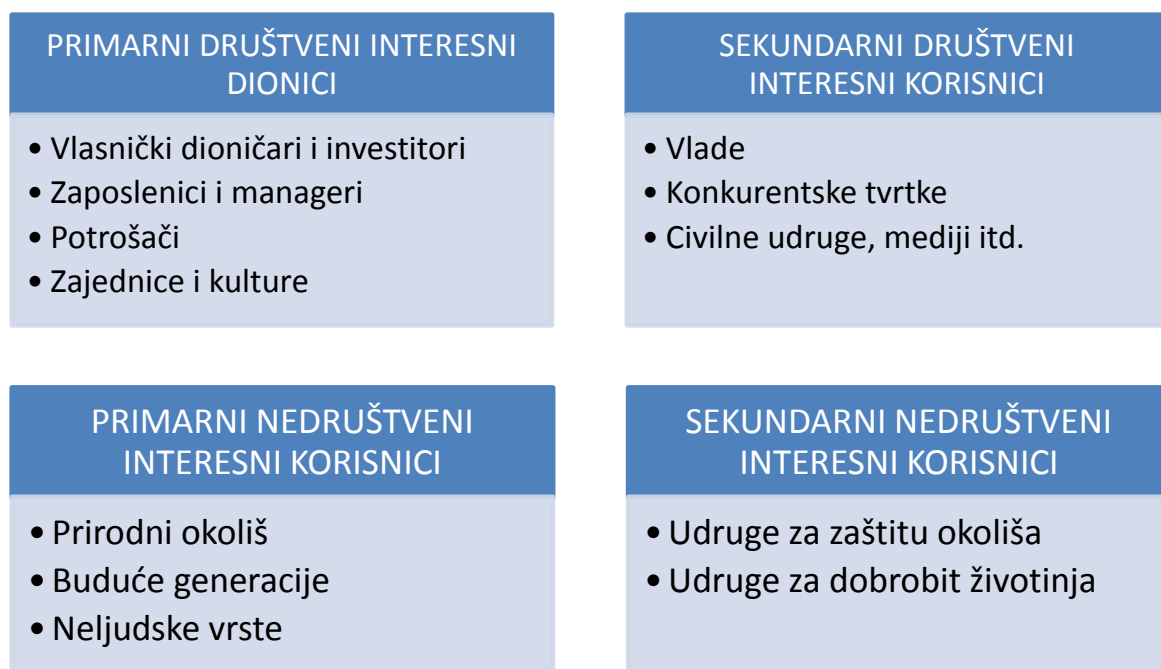 PRIMARNI DRUŠTVENI INTERESNI
DIONICI
• Vlasnički dioničari i investitori
• Zaposlenici i manageri
• Potrošači
• Zajednice i kulture
SEKUNDARNI DRUŠTVENI
INTERESNI KORISNICI
• Vlade
• Konkurentske tvrtke
• Civilne udruge, mediji itd.
PRIMARNI NEDRUŠTVENI
INTERESNI KORISNICI
• Prirodni okoliš
• Buduće generacije
• Neljudske vrste
SEKUNDARNI NEDRUŠTVENI
INTERESNI KORISNICI
• Udruge za zaštitu okoliša
• Udruge za dobrobit životinja